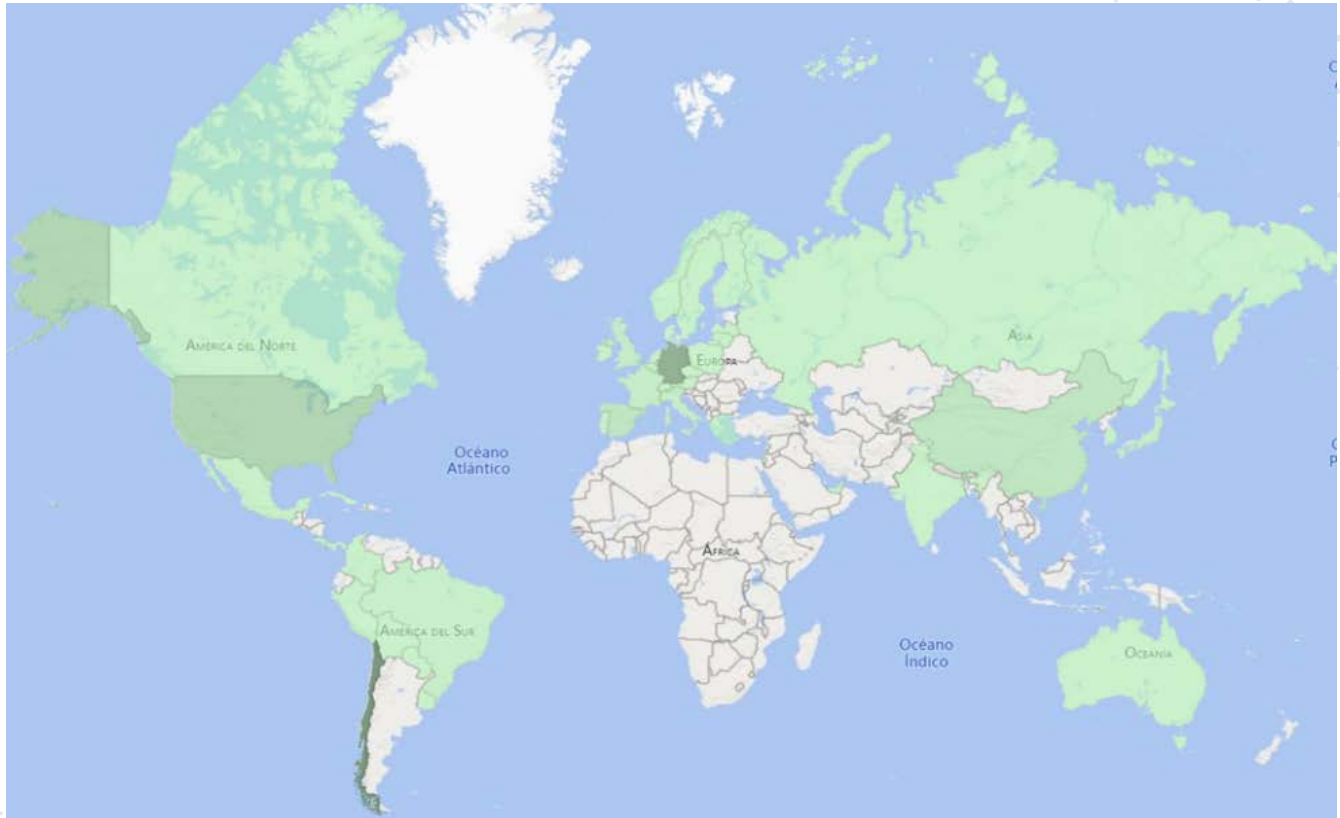 AMÉRICA DEL NORTE
EUROPA
ASIA
Océano
Atlántico
ÁFRICA
AMÉRICA DEL SUR
Océano
Índico
OCEANÍA